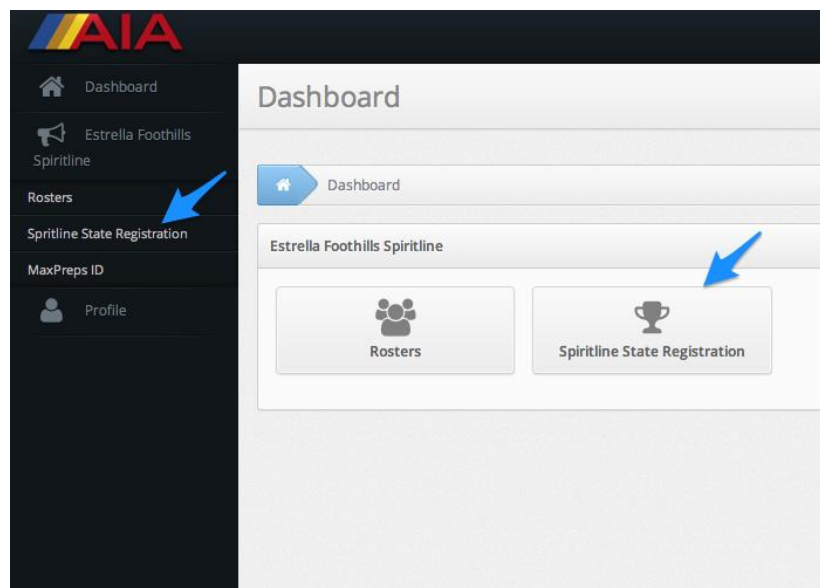 AIA
Dashboard
Estrella Foothills
Spiritline
Rosters
Spritline State Registration
MaxPreps ID
Profile
Dashboard
Dashboard
Estrella Foothills Spiritline
Rosters
Spiritline State Registration